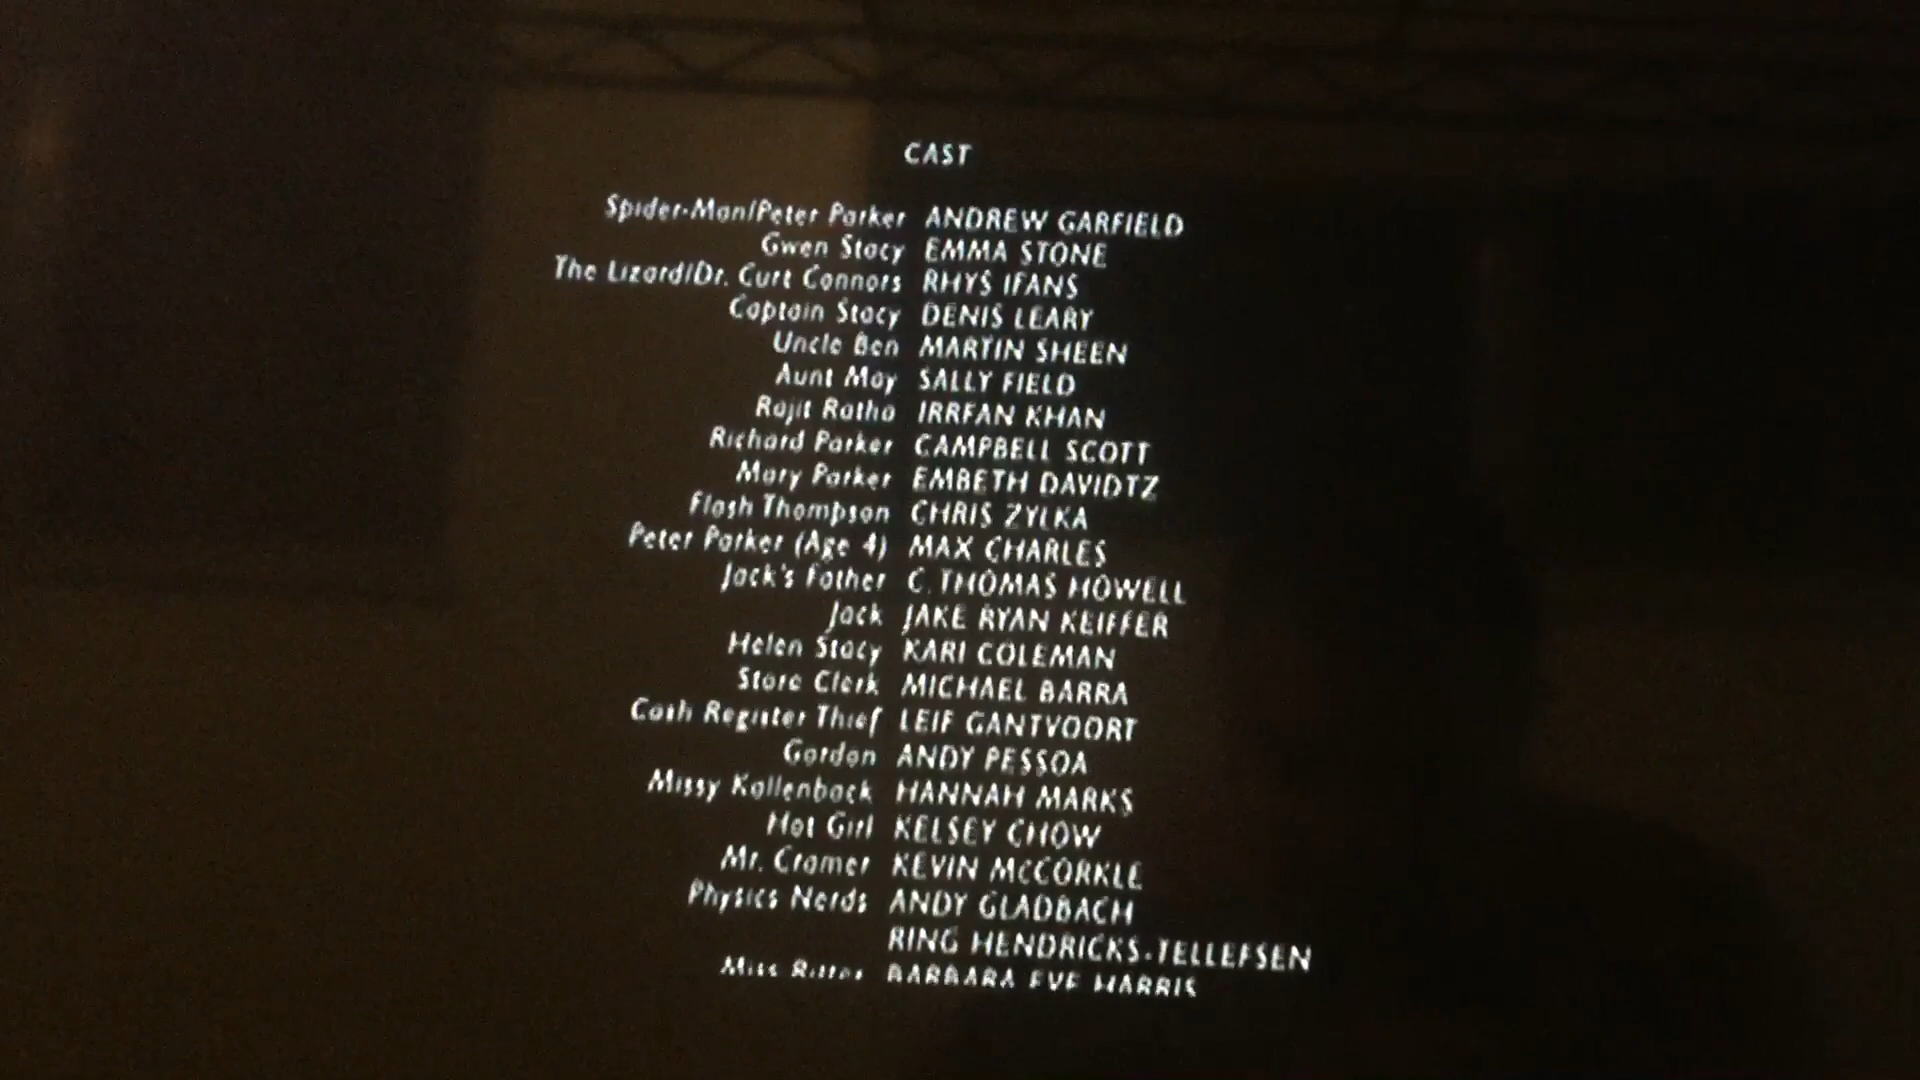 CAST
Spider-Man/Peter Parker ANDREW GARFIELD
Gwen Stacy EMMA STONE
The Lizard/Dr. Curt Connors RHYS IFANS
Captain Stacy DENIS LEARY
Uncle Ben MARTIN SHEEN
Aunt May SALLY FIELD
Rajit Ratha IRRFAN KHAN
Richard Parker CAMPBELL SCOTT
Mary Parker EMBETH DAVIDTZ
Flash Thompson CHRIS ZYLKA
Peter Parker (Age 4) MAX CHARLES
Jack's Father C. THOMAS HOWELL
Jack JAKE RYAN KEIFFER
Helen Stacy KARI COLEMAN
Store Clerk MICHAEL BARRA
Cash Register Thief LEIF GANTVOORT
Gordon ANDY PESSOA
Missy Kallenback HANNAH MARKS
Hot Girl KELSEY CHOW
Mr. Cramer KEVIN McCORKLE
Physics Nerds ANDY GLADBACH
RING HENDRICKS-TELLEFSEN
Miss Ritter BARBARA EVE HARRIS